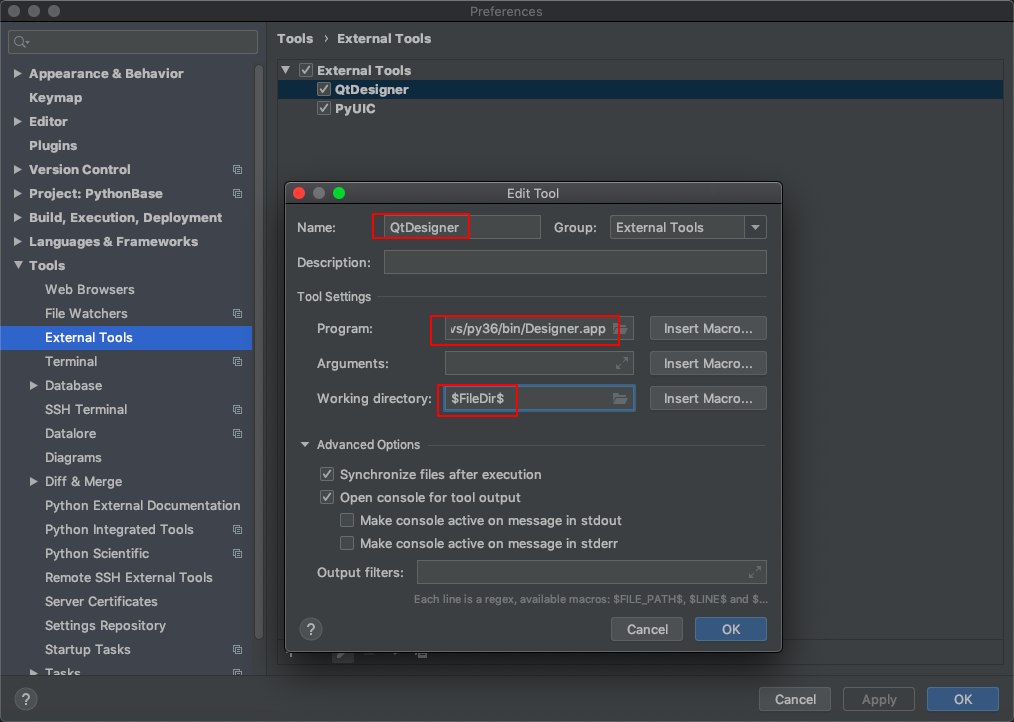 Preferences
Tools › External Tools
Appearance & Behavior
Keymap
Editor
Plugins
Version Control
Project: PythonBase
Build, Execution, Deployment
Languages & Frameworks
Tools
Web Browsers
File Watchers
External Tools
Terminal
Database
SSH Terminal
Datalore
Diagrams
Diff & Merge
Python External Documentation
Python Integrated Tools
Python Scientific
Remote SSH External Tools
Server Certificates
Settings Repository
Startup Tasks
Tasks
External Tools
QtDesigner
PyUIC
Edit Tool
Name: QtDesigner Group: External Tools
Description:
Tool Settings
Program: vs/py36/bin/Designer.app Insert Macro...
Arguments: Insert Macro...
Working directory: $FileDir$ Insert Macro...
Advanced Options
Synchronize files after execution
Open console for tool output
Make console active on message in stdout
Make console active on message in stderr
Output filters:
Each line is a regex, available macros: $FILE_PATH$, $LINE$ and $...
? Cancel OK
? Cancel Apply OK